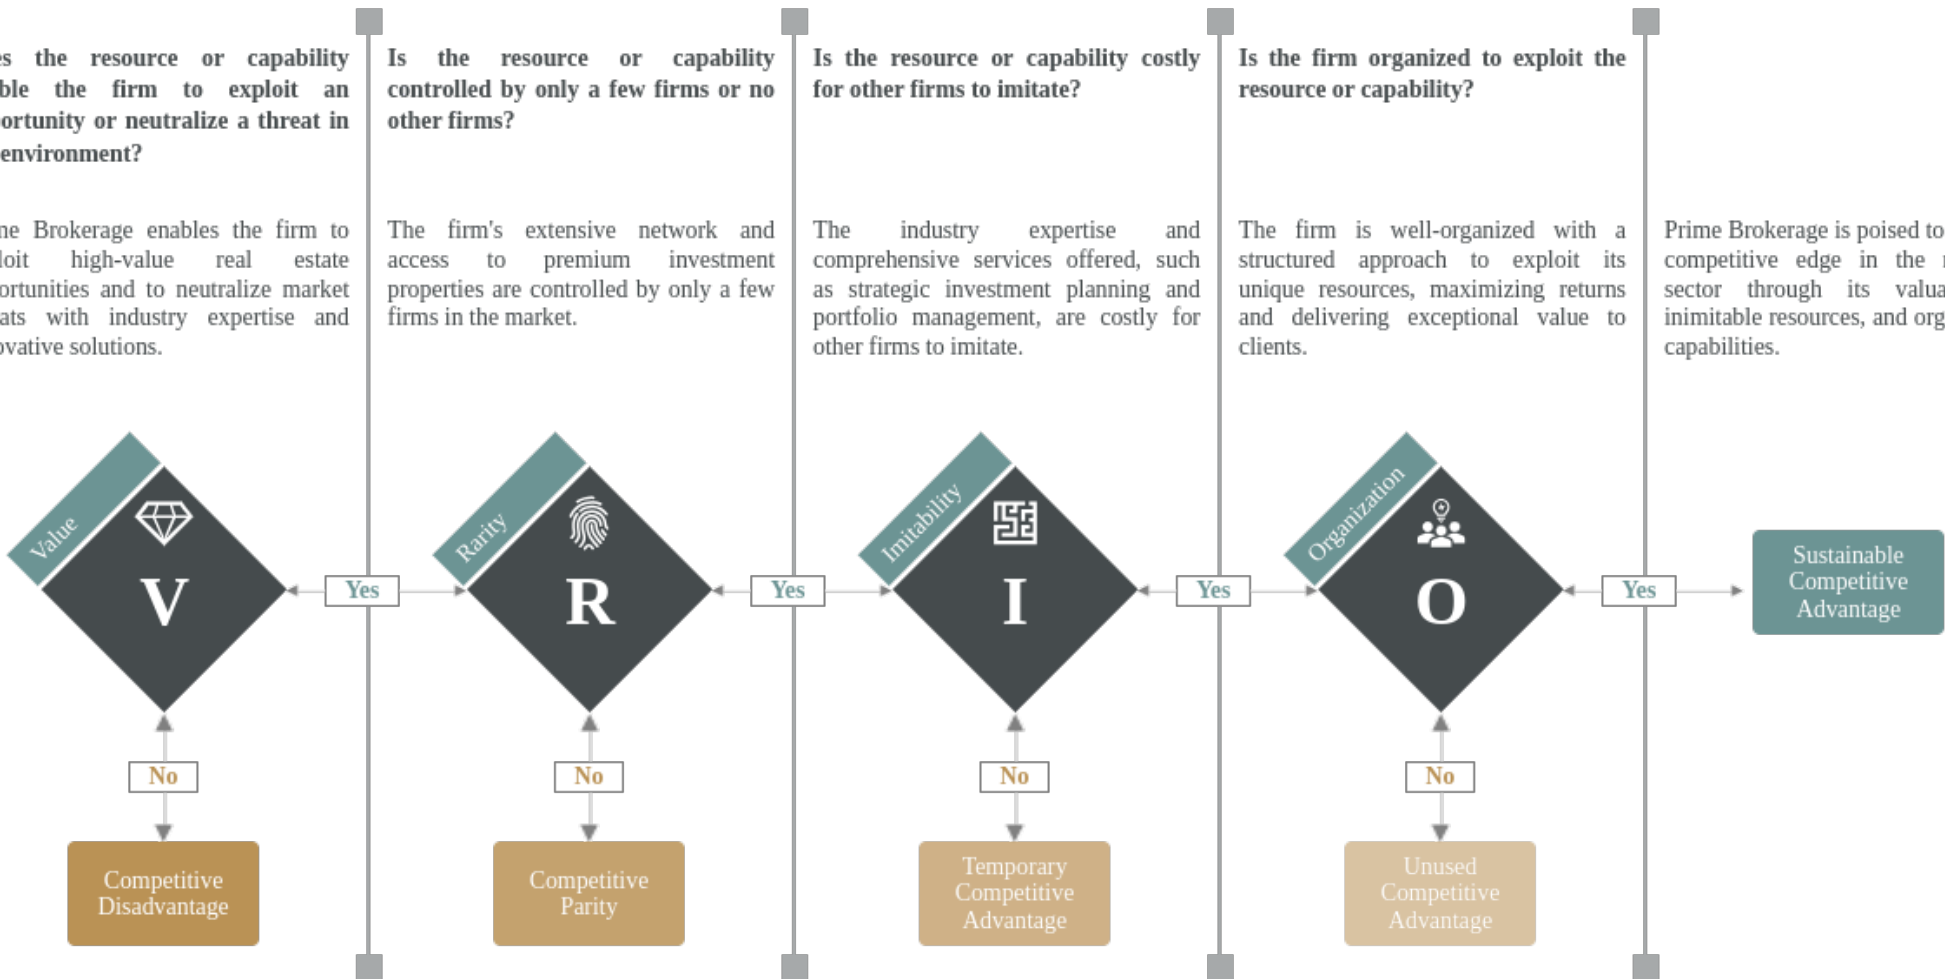 es the resource or capability
ble the firm to exploit an
ortunity or neutralize a threat in
environment?
ne Brokerage enables the firm to
loit high-value real estate
ortunities and to neutralize market
ats with industry expertise and
ovative solutions.
Value
V
Yes
No
Competitive
Disadvantage
Is the resource or capability
controlled by only a few firms or no
other firms?
The firm's extensive network and
access to premium investment
properties are controlled by only a few
firms in the market.
Rarity
R
Yes
No
Competitive
Parity
Is the resource or capability costly
for other firms to imitate?
The industry expertise and
comprehensive services offered, such
as strategic investment planning and
portfolio management, are costly for
other firms to imitate.
Imitability
I
Yes
No
Temporary
Competitive
Advantage
Is the firm organized to exploit the
resource or capability?
The firm is well-organized with a
structured approach to exploit its
unique resources, maximizing returns
and delivering exceptional value to
clients.
Organization
O
Yes
No
Unused
Competitive
Advantage
Prime Brokerage is poised to
competitive edge in the
sector through its valua
inimitable resources, and org
capabilities.
Sustainable
Competitive
Advantage